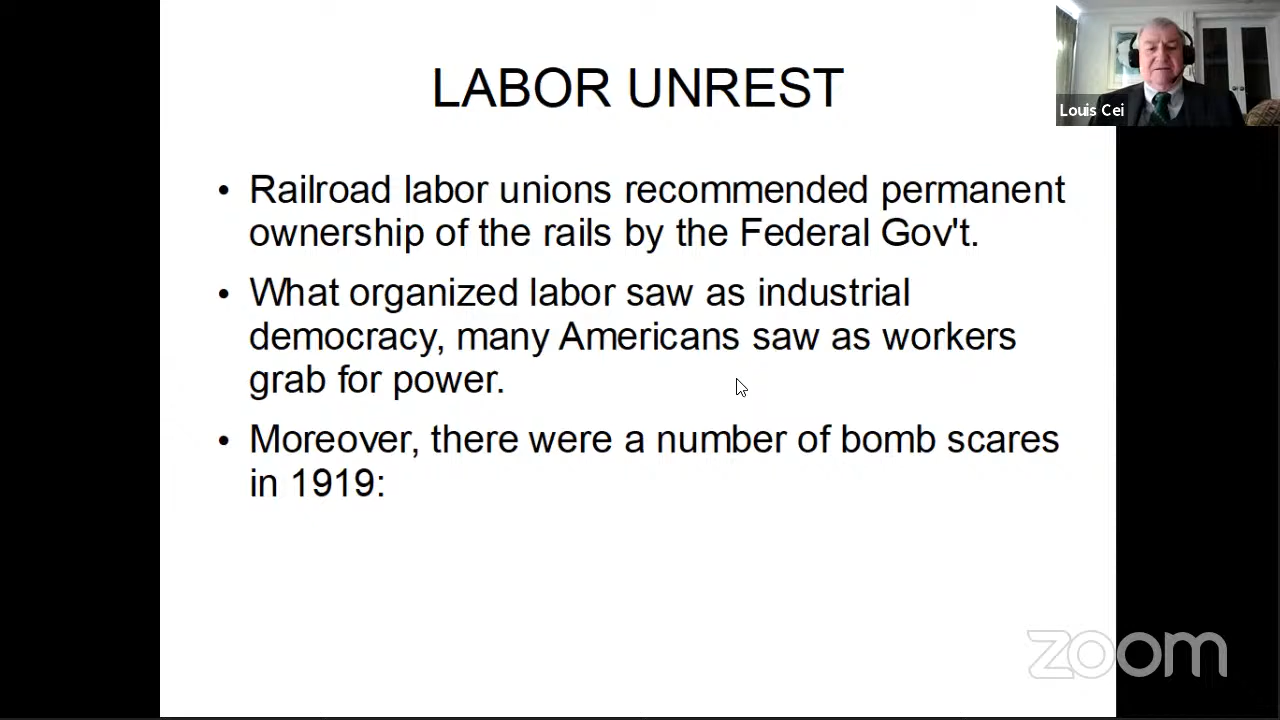 LABOR UNREST
Louis Cei
• Railroad labor unions recommended permanent
ownership of the rails by the Federal Gov't.
• What organized labor saw as industrial
democracy, many Americans saw as workers
grab for power.
• Moreover, there were a number of bomb scares
in 1919:
zoom